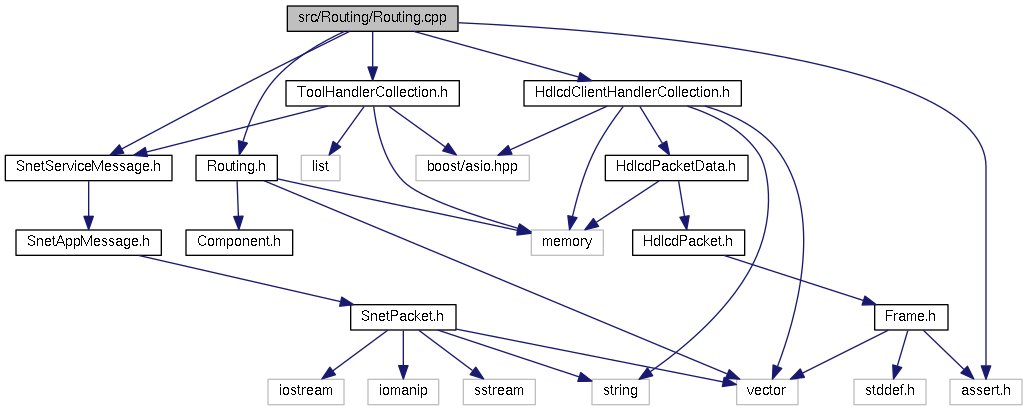 src/Routing/Routing.cpp
ToolHandlerCollection.h
HdlcdClientHandlerCollection.h
SnetServiceMessage.h
Routing.h
list
boost/asio.hpp
HdlcdPacketData.h
SnetAppMessage.h
Component.h
memory
HdlcdPacket.h
SnetPacket.h
Frame.h
iostream
iomanip
sstream
string
vector
stddef.h
assert.h